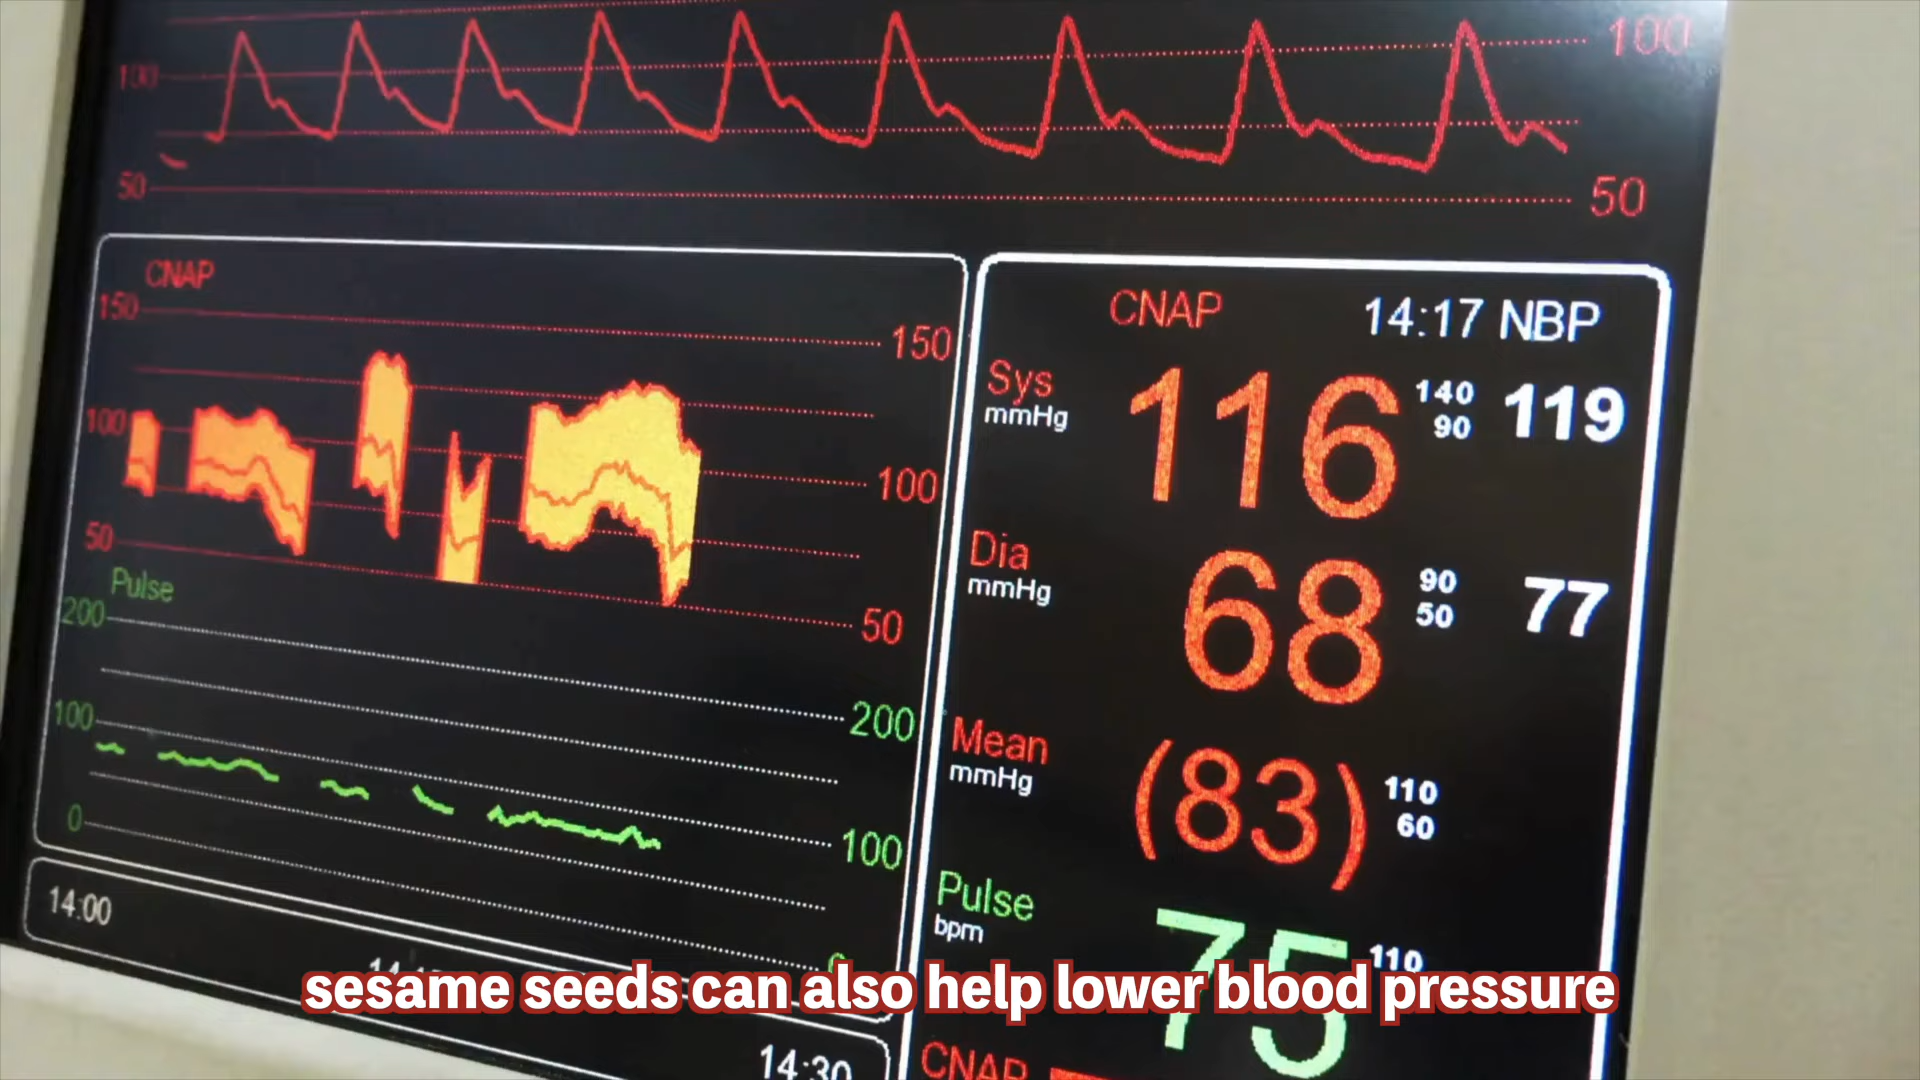 100
100
50
50
CNAP
150
150
100
100
50
50
Pulse
200
200
100
100
0
14:00
14:30
CNAP 14:17 NBP
Sys
mmHg
116
140
90
119
Dia
mmHg
68
90
50
77
Mean
mmHg
(83)
110
60
Pulse
bpm
75
110
CNAP
sesame seeds can also help lower blood pressure